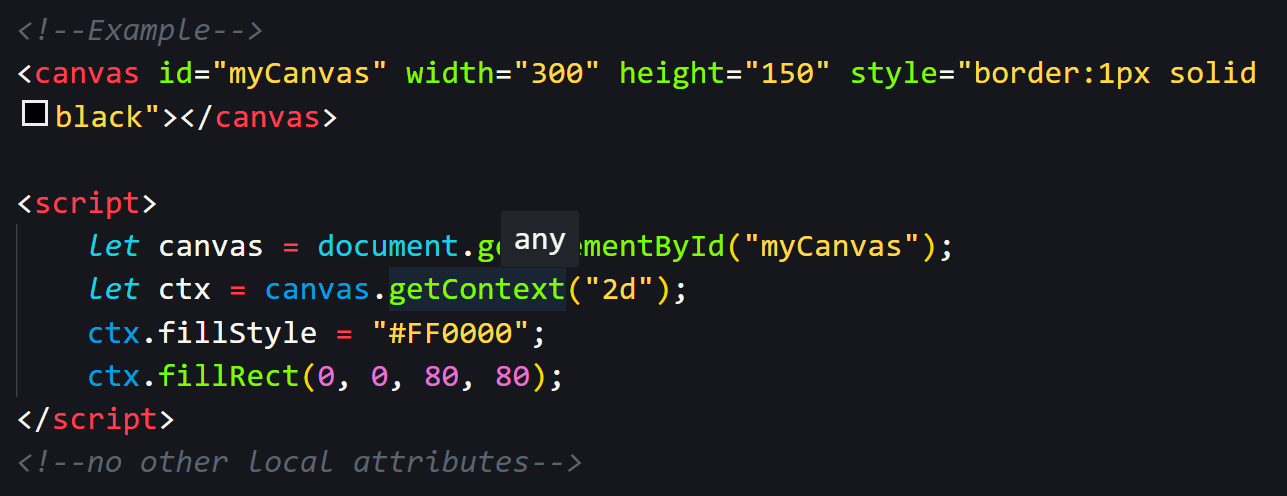 <!--Example-->
<canvas id="myCanvas" width="300" height="150" style="border:1px solid
black"></canvas>
<script>
any
let canvas = document.ge ementById("myCanvas");
let ctx = canvas.getContext("2d");
ctx.fillStyle = "#FF0000";
ctx.fillRect(0, 0, 80, 80);
</script>
<!--no other local attributes-->